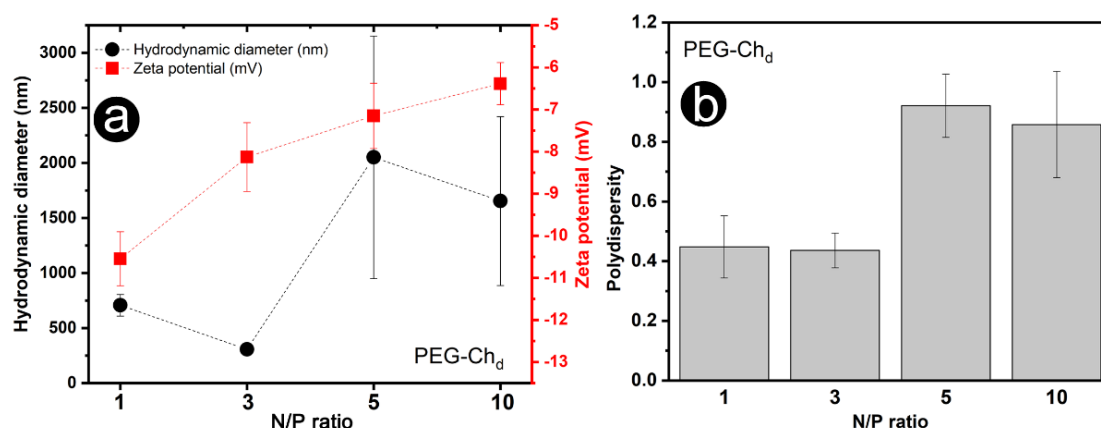 a
Hydrodynamic diameter (nm)
Zeta potential (mV)
3000
2500
2000
1500
1000
500
0
Hydrodynamic diameter (nm)
-5
-6
-7
-8
-9
-10
-11
-12
-13
Zeta potential (mV)
PEG-Chd
1 3 5 10
N/P ratio
b
PEG-Chd
1.2
1.0
0.8
0.6
0.4
0.2
0.0
Polydispersity
1 3 5 10
N/P ratio